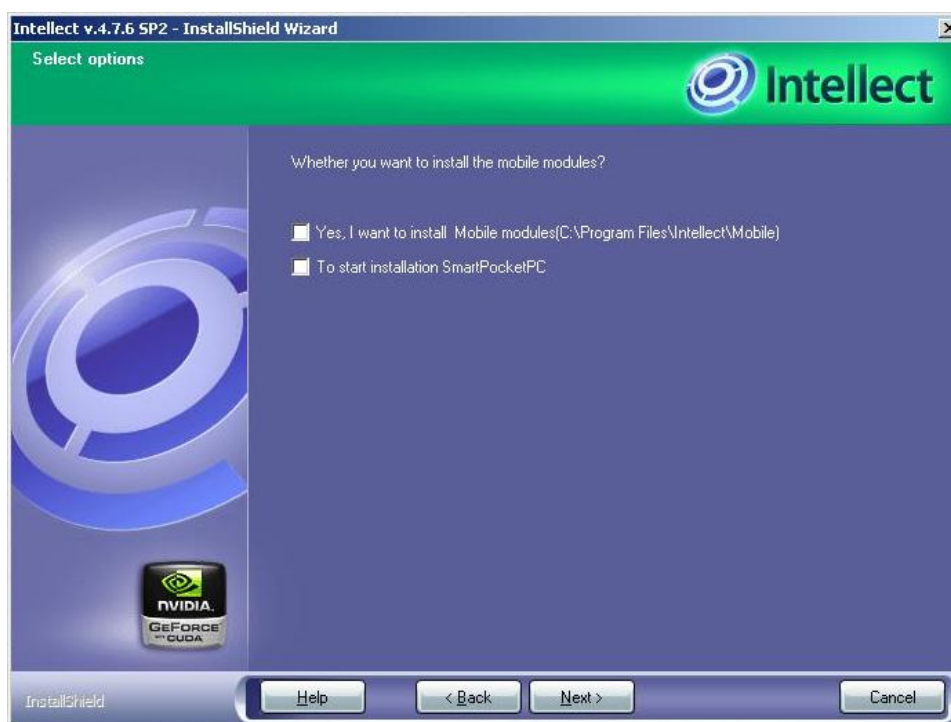 Intellect v.4.7.6 SP2 - InstallShield Wizard
Select options
Intellect
Whether you want to install the mobile modules?
Yes, I want to install  Mobile modules(C:\Program Files\Intellect\Mobile)
To start installation SmartPocketPC
NVIDIA.
GEFORCE
WITH CUDA
InstallShield
Help
< Back
Next >
Cancel